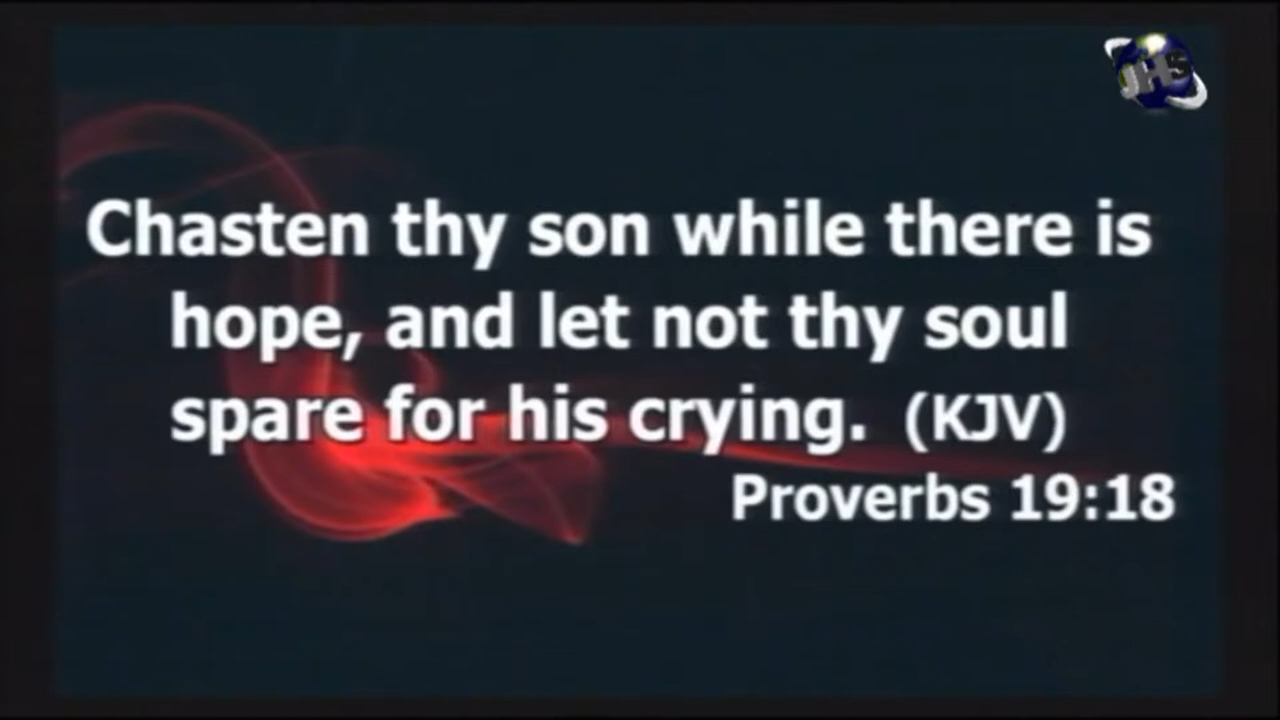 JHS
Chasten thy son while there is
hope, and let not thy soul
spare for his crying. (KJV)
Proverbs 19:18